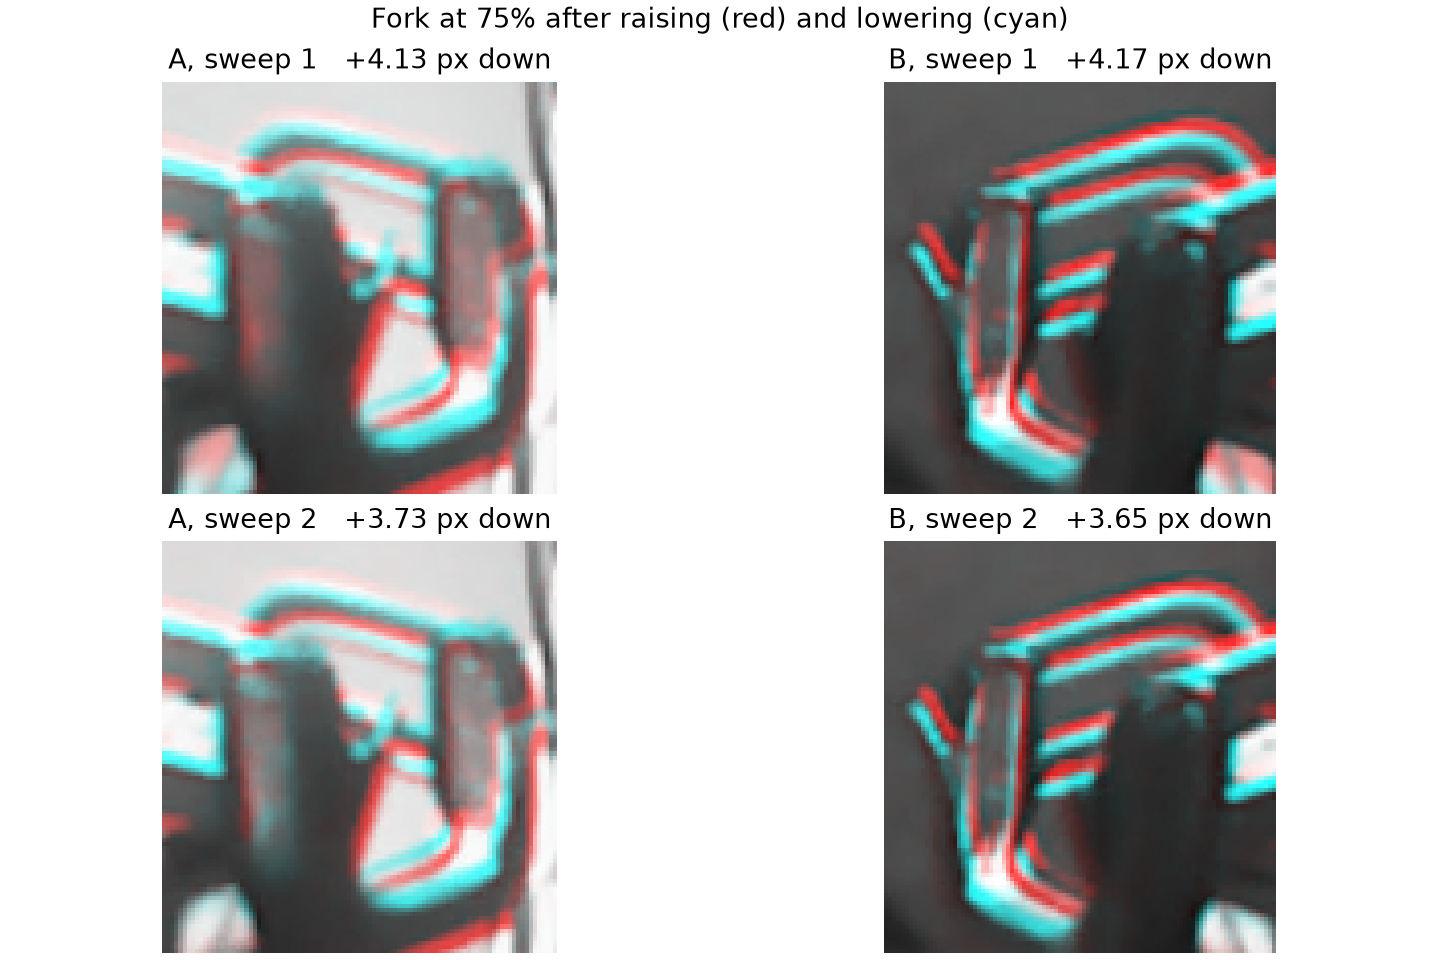 Fork at 75% after raising (red) and lowering (cyan)
A, sweep 1   +4.13 px down
B, sweep 1   +4.17 px down
A, sweep 2   +3.73 px down
B, sweep 2   +3.65 px down